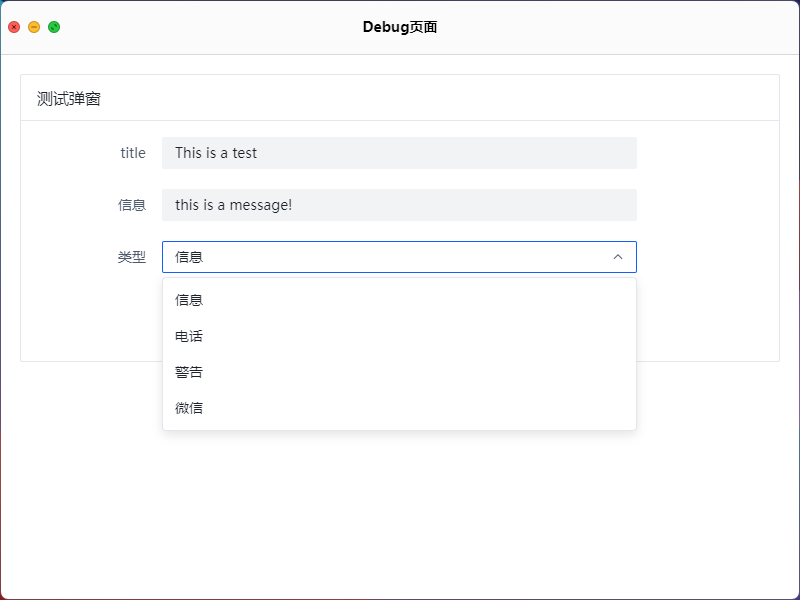 Debug页面
测试弹窗
title This is a test
信息 this is a message!
类型 信息
信息
电话
警告
微信